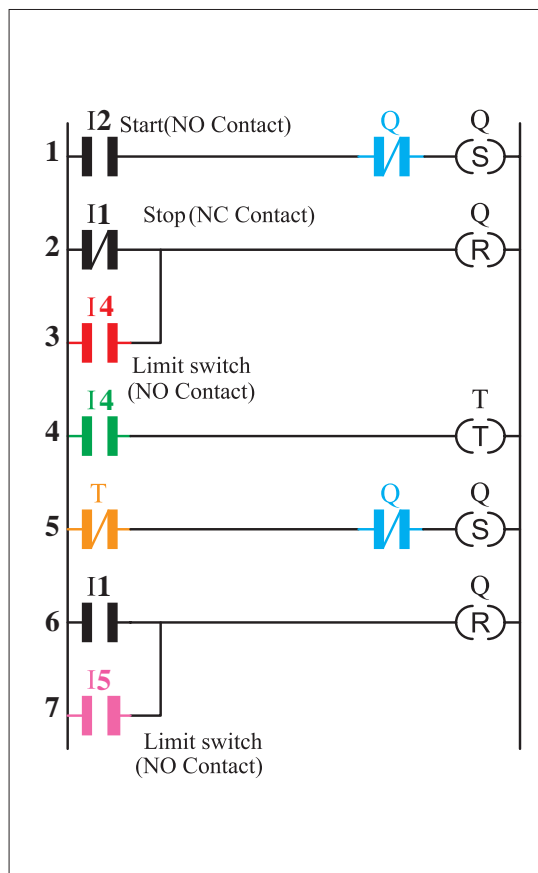 I2 Start(NO Contact) Q Q
1 S
I1 Stop (NC Contact) Q
2 R
I4
3
Limit switch
(NO Contact)
I4 T
4 T
T Q Q
5 S
I1 Q
6 R
I5
7
Limit switch
(NO Contact)